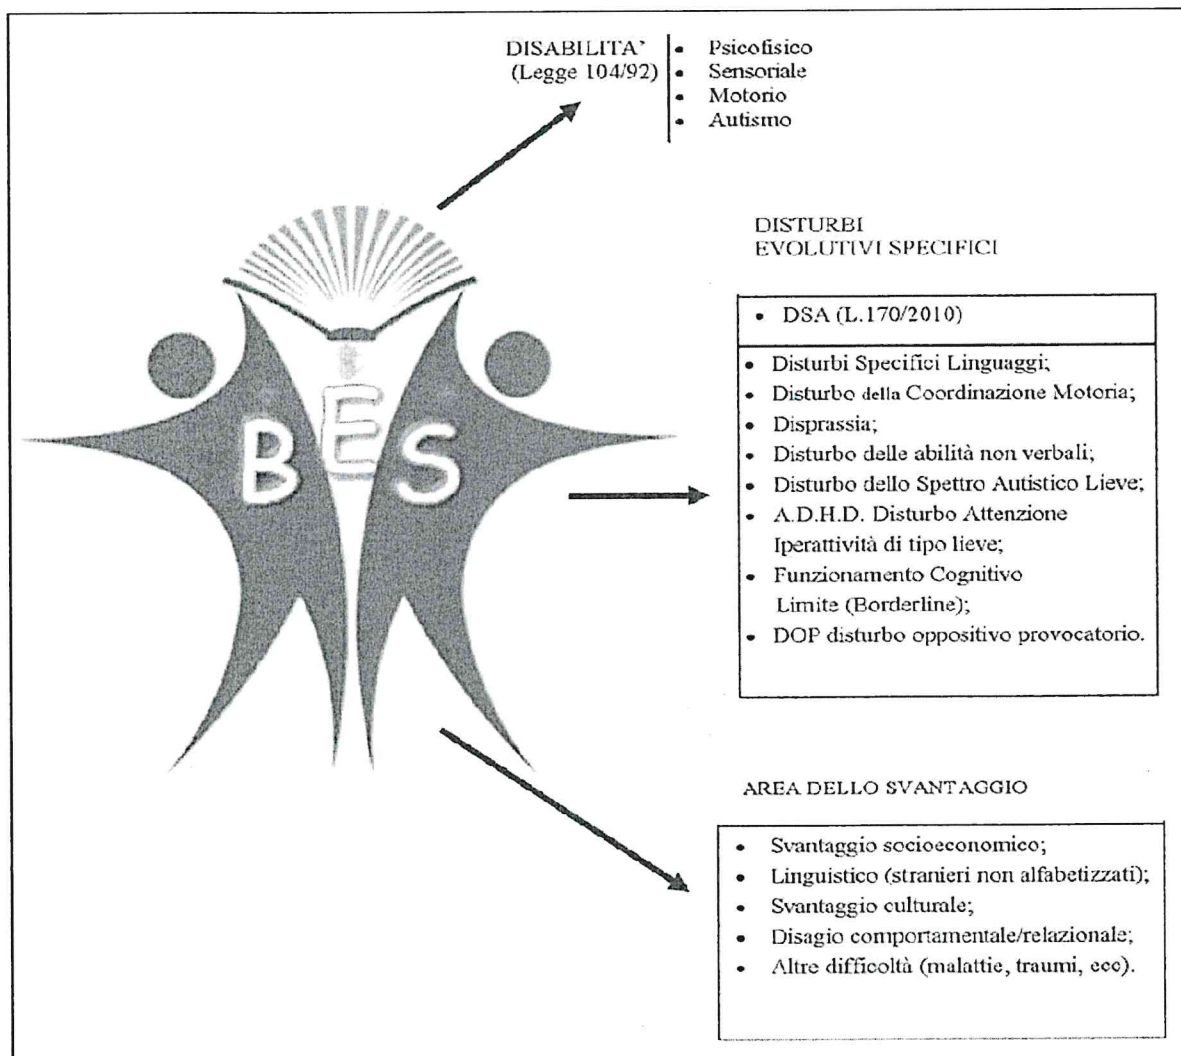 DISABILITA'
(Legge 104/92)
• Psicofisico
• Sensoriale
• Motorio
• Autismo
BES
DISTURBI
EVOLUTIVI SPECIFICI
• DSA (L.170/2010)
• Disturbi Specifici Linguaggi;
• Disturbo della Coordinazione Motoria;
• Disprassia;
• Disturbo delle abilità non verbali;
• Disturbo dello Spettro Autistico Lieve;
• A.D.H.D. Disturbo Attenzione
Iperattività di tipo lieve;
• Funzionamento Cognitivo
Limite (Borderline);
• DOP disturbo oppositivo provocatorio.
AREA DELLO SVANTAGGIO
• Svantaggio socioeconomico;
• Linguistico (stranieri non alfabetizzati);
• Svantaggio culturale;
• Disagio comportamentale/relazionale;
• Altre difficoltà (malattie, traumi, ecc).